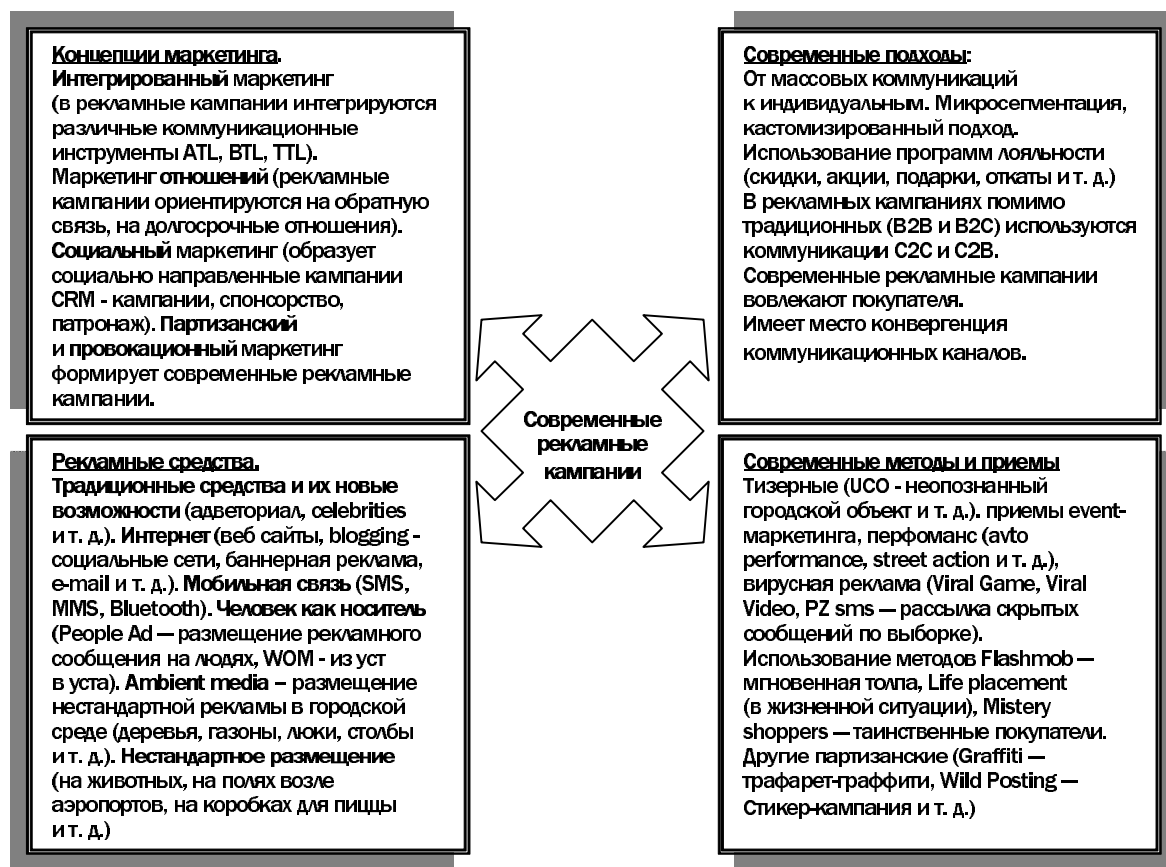 Концепции маркетинга.
Интегрированный маркетинг
(в рекламные кампании интегрируются
различные коммуникационные
инструменты ATL, BTL, TTL).
Маркетинг отношений (рекламные
кампании ориентируются на обратную
связь, на долгосрочные отношения).
Социальный маркетинг (образует
социально направленные кампании
CRM - кампании, спонсорство,
патронаж). Партизанский
и провокационный маркетинг
формирует современные рекламные
кампании.
Современные подходы:
От массовых коммуникаций
к индивидуальным. Микросегментация,
кастомизированный подход.
Использование программ лояльности
(скидки, акции, подарки, откаты и т. д.)
В рекламных кампаниях помимо
традиционных (B2B и B2C) используются
коммуникации C2C и C2B.
Современные рекламные кампании
вовлекают покупателя.
Имеет место конвергенция
коммуникационных каналов.
Современные
рекламные
кампании
Рекламные средства.
Традиционные средства и их новые
возможности (адветориал, celebrities
и т. д.). Интернет (веб сайты, blogging -
социальные сети, баннерная реклама,
e-mail и т. д.). Мобильная связь (SMS,
MMS, Bluetooth). Человек как носитель
(People Ad — размещение рекламного
сообщения на людях, WOM - из уст
в уста). Ambient media – размещение
нестандартной рекламы в городской
среде (деревья, газоны, люки, столбы
и т. д.). Нестандартное размещение
(на животных, на полях возле
аэропортов, на коробках для пиццы
и т. д.)
Современные методы и приемы
Тизерные (UCO - неопознанный
городской объект и т. д.). приемы event-
маркетинга, перфоманс (avto
performance, street action и т. д.),
вирусная реклама (Viral Game, Viral
Video, PZ sms — рассылка скрытых
сообщений по выборке).
Использование методов Flashmob —
мгновенная толпа, Life placement
(в жизненной ситуации), Mistery
shoppers — таинственные покупатели.
Другие партизанские (Graffiti —
трафарет-граффити, Wild Posting —
Стикер-кампания и т. д.)